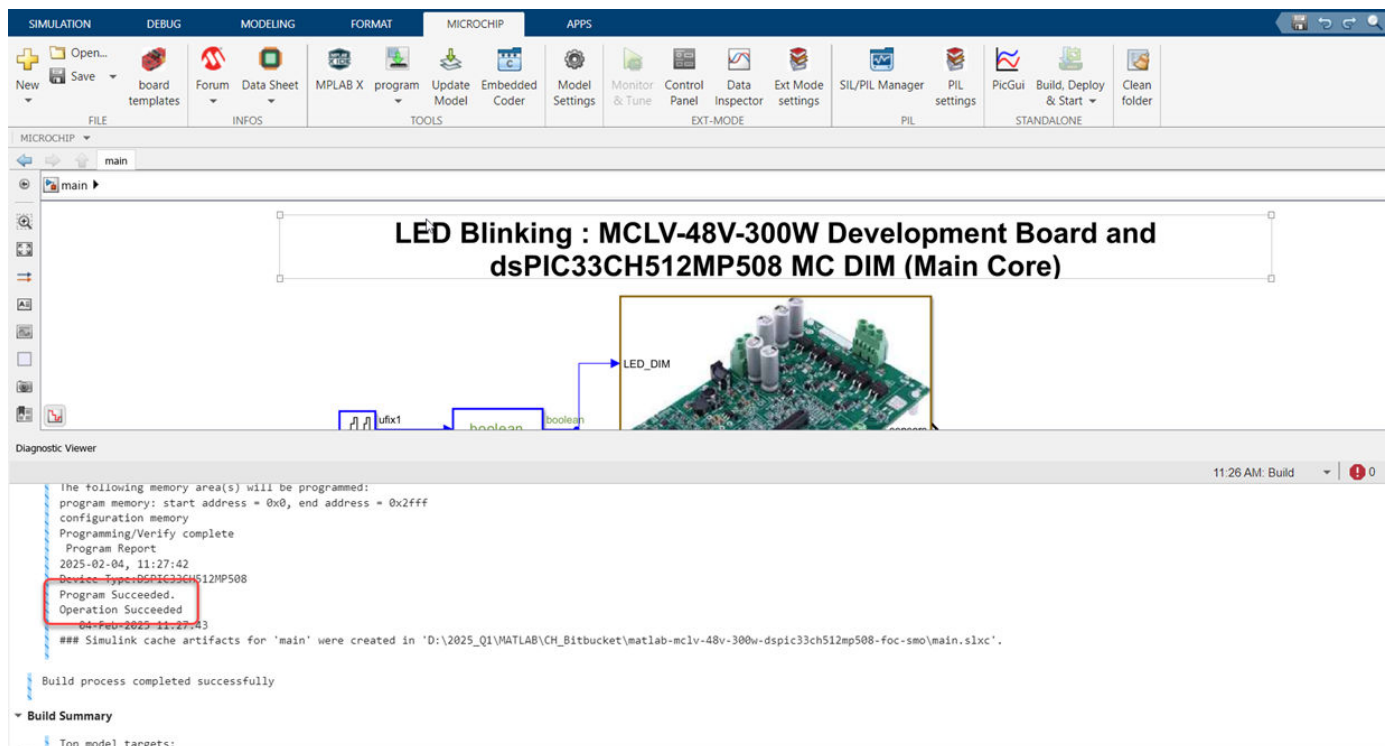 SIMULATION DEBUG MODELING FORMAT MICROCHIP APPS
New
Open...
Save
board templates
Forum
Data Sheet
MPLAB X
program
Update Model
Embedded Coder
Model Settings
Monitor & Tune
Control Panel
Data Inspector
Ext Mode settings
SIL/PIL Manager
PIL settings
PicGui
Build, Deploy & Start
Clean folder
FILE INFOS TOOLS EXT-MODE PIL STANDALONE
MICROCHIP
main
main
LED Blinking : MCLV-48V-300W Development Board and
dsPIC33CH512MP508 MC DIM (Main Core)
LED_DIM
ufix1
boolean
boolean
Diagnostic Viewer
11:26 AM: Build 0
The following memory area(s) will be programmed:
program memory: start address = 0x0, end address = 0x2fff
configuration memory
Programming/Verify complete
Program Report
2025-02-04, 11:27:42
Device Type:DSPIC33CH512MP508
Program Succeeded.
Operation Succeeded
04-Feb-2025 11:27:43
### Simulink cache artifacts for 'main' were created in 'D:\2025_Q1\MATLAB\CH_Bitbucket\matlab-mclv-48v-300w-dspic33ch512mp508-foc-smo\main.slxc'.
Build process completed successfully
Build Summary
Top model targets: